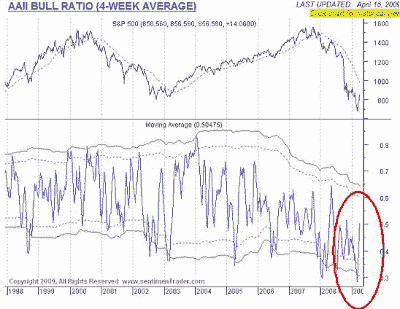 AAII BULL RATIO (4-WEEK AVERAGE)
LAST UPDATED: April 16, 2009
S&P 500 (856.560, 856.560, 856.560, +14.0600)
1600
1400
1200
1000
800
Moving Average (0.50475)
0.8
0.7
0.6
0.5
0.4
0.3
Copyright 2009, All Rights Reserved www.sentimenTrader.com
1998 1999 2000 2001 2002 2003 2004 2005 2006 2007 2008 200